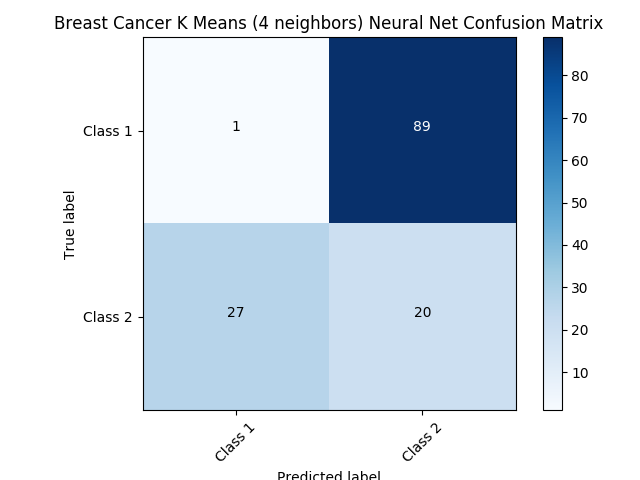 Breast Cancer K Means (4 neighbors) Neural Net Confusion Matrix
True label
Class 1
1
89
Class 2
27
20
Class 1
Class 2
Predicted label
80
70
60
50
40
30
20
10